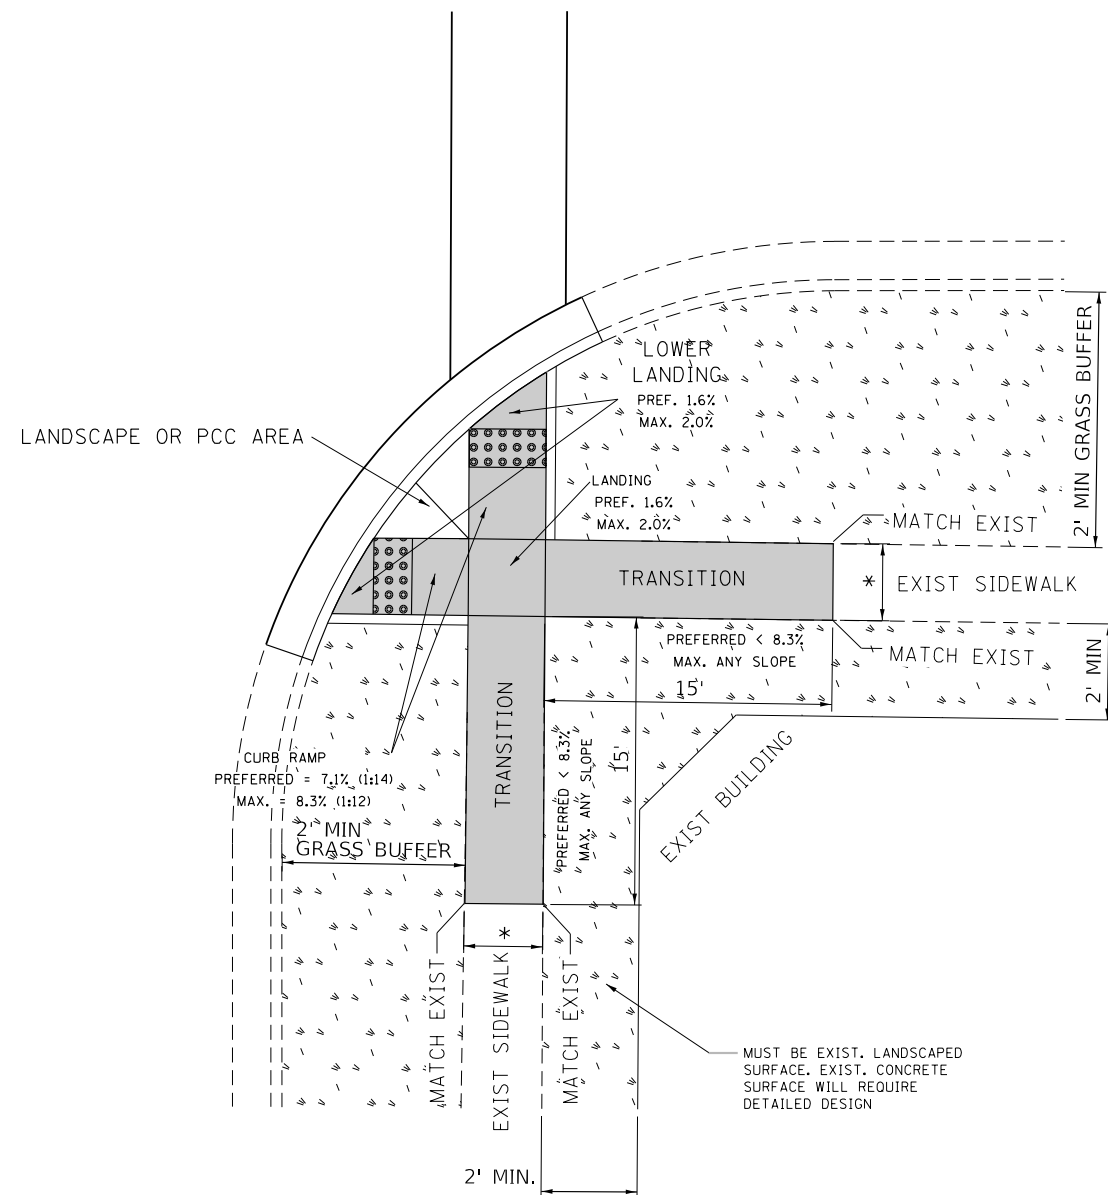 LOWER
LANDING
PREF. 1.6%
MAX. 2.0%
LANDSCAPE OR PCC AREA
2' MIN GRASS BUFFER
LANDING
PREF. 1.6%
MAX. 2.0%
MATCH EXIST
TRANSITION
* EXIST SIDEWALK
PREFERRED < 8.3%
MAX. ANY SLOPE
15'
MATCH EXIST
2' MIN
TRANSITION
PREFERRED < 8.3%
MAX. ANY SLOPE
15'
EXIST BUILDING
CURB RAMP
PREFERRED = 7.1% (1:14)
MAX. = 8.3% (1:12)
2' MIN
GRASS BUFFER
*
MATCH EXIST
EXIST SIDEWALK
MATCH EXIST
MUST BE EXIST. LANDSCAPED
SURFACE. EXIST. CONCRETE
SURFACE WILL REQUIRE
DETAILED DESIGN
2' MIN.